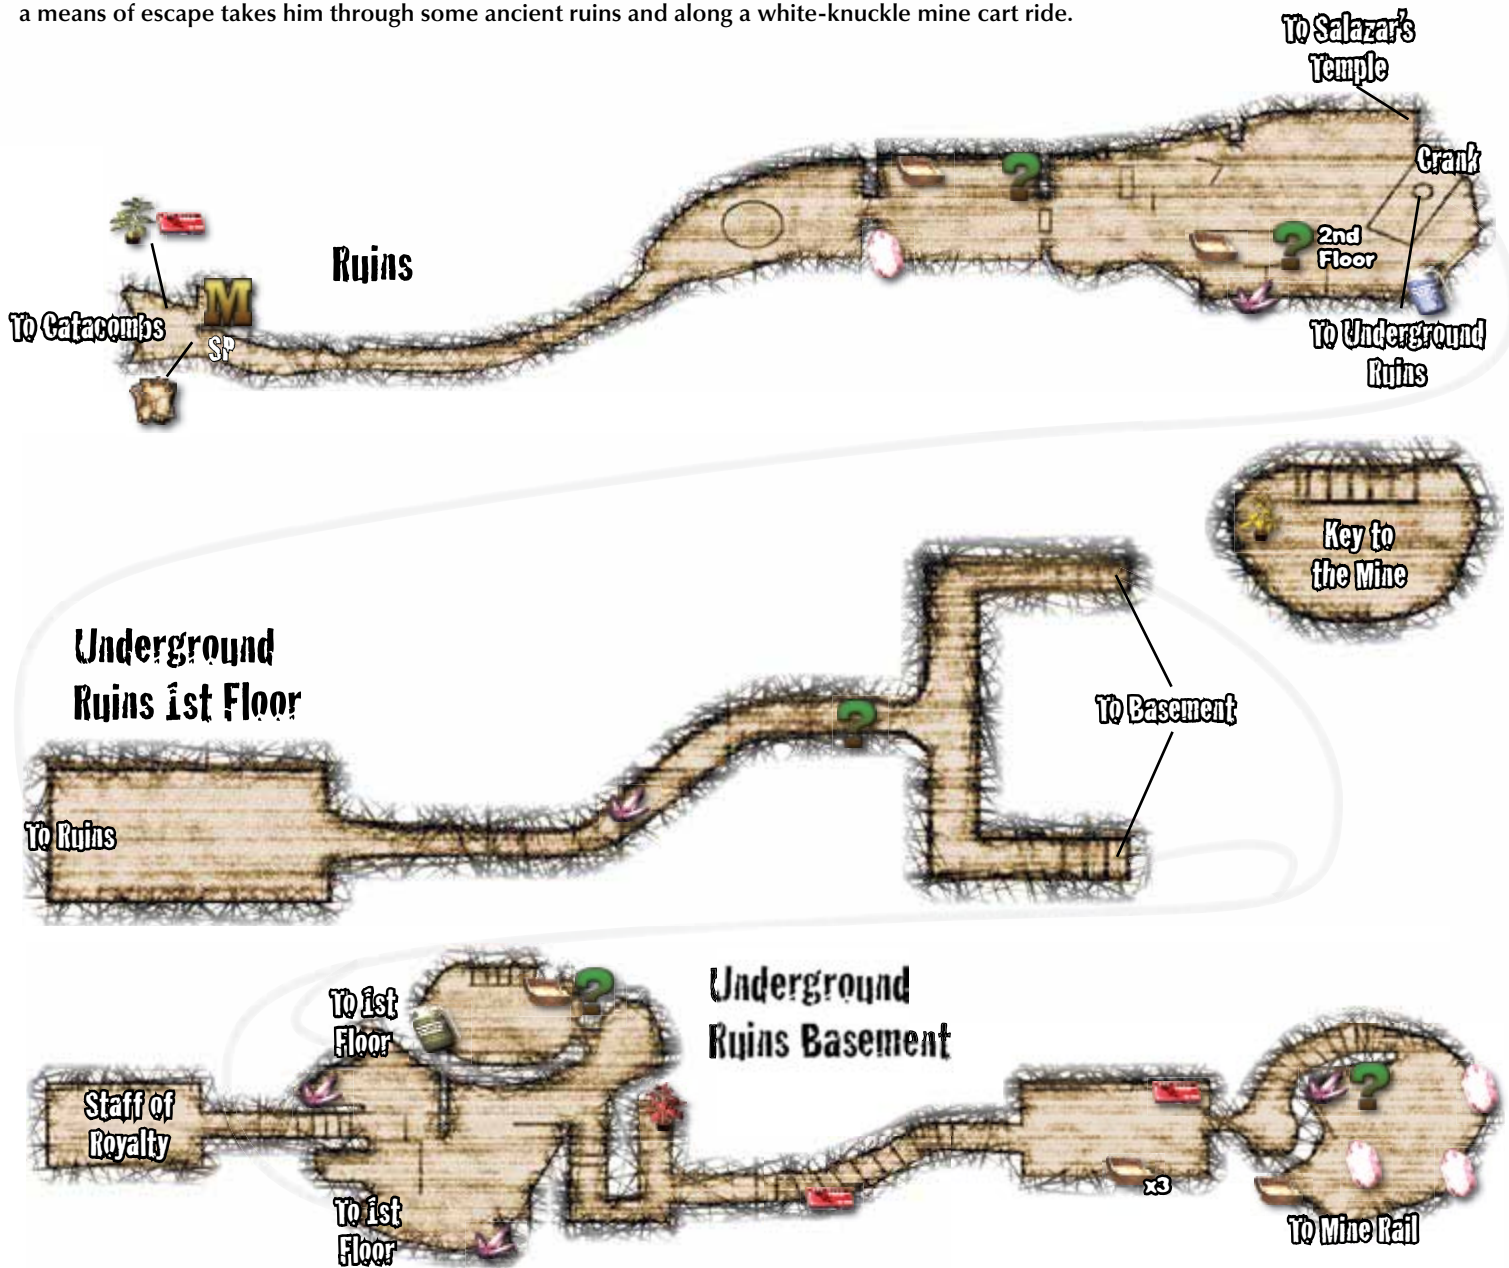 a means of escape takes him through some ancient ruins and along a white-knuckle mine cart ride.
To Salazar's
Temple
Crank
Ruins
M
2nd
Floor
To Catacombs
SP
To Underground
Ruins
Key to
the Mine
Underground
Ruins 1st Floor
To Basement
To Ruins
Underground
Ruins Basement
To 1st
Floor
Staff of
Royalty
x3
To 1st
Floor
To Mine Rail